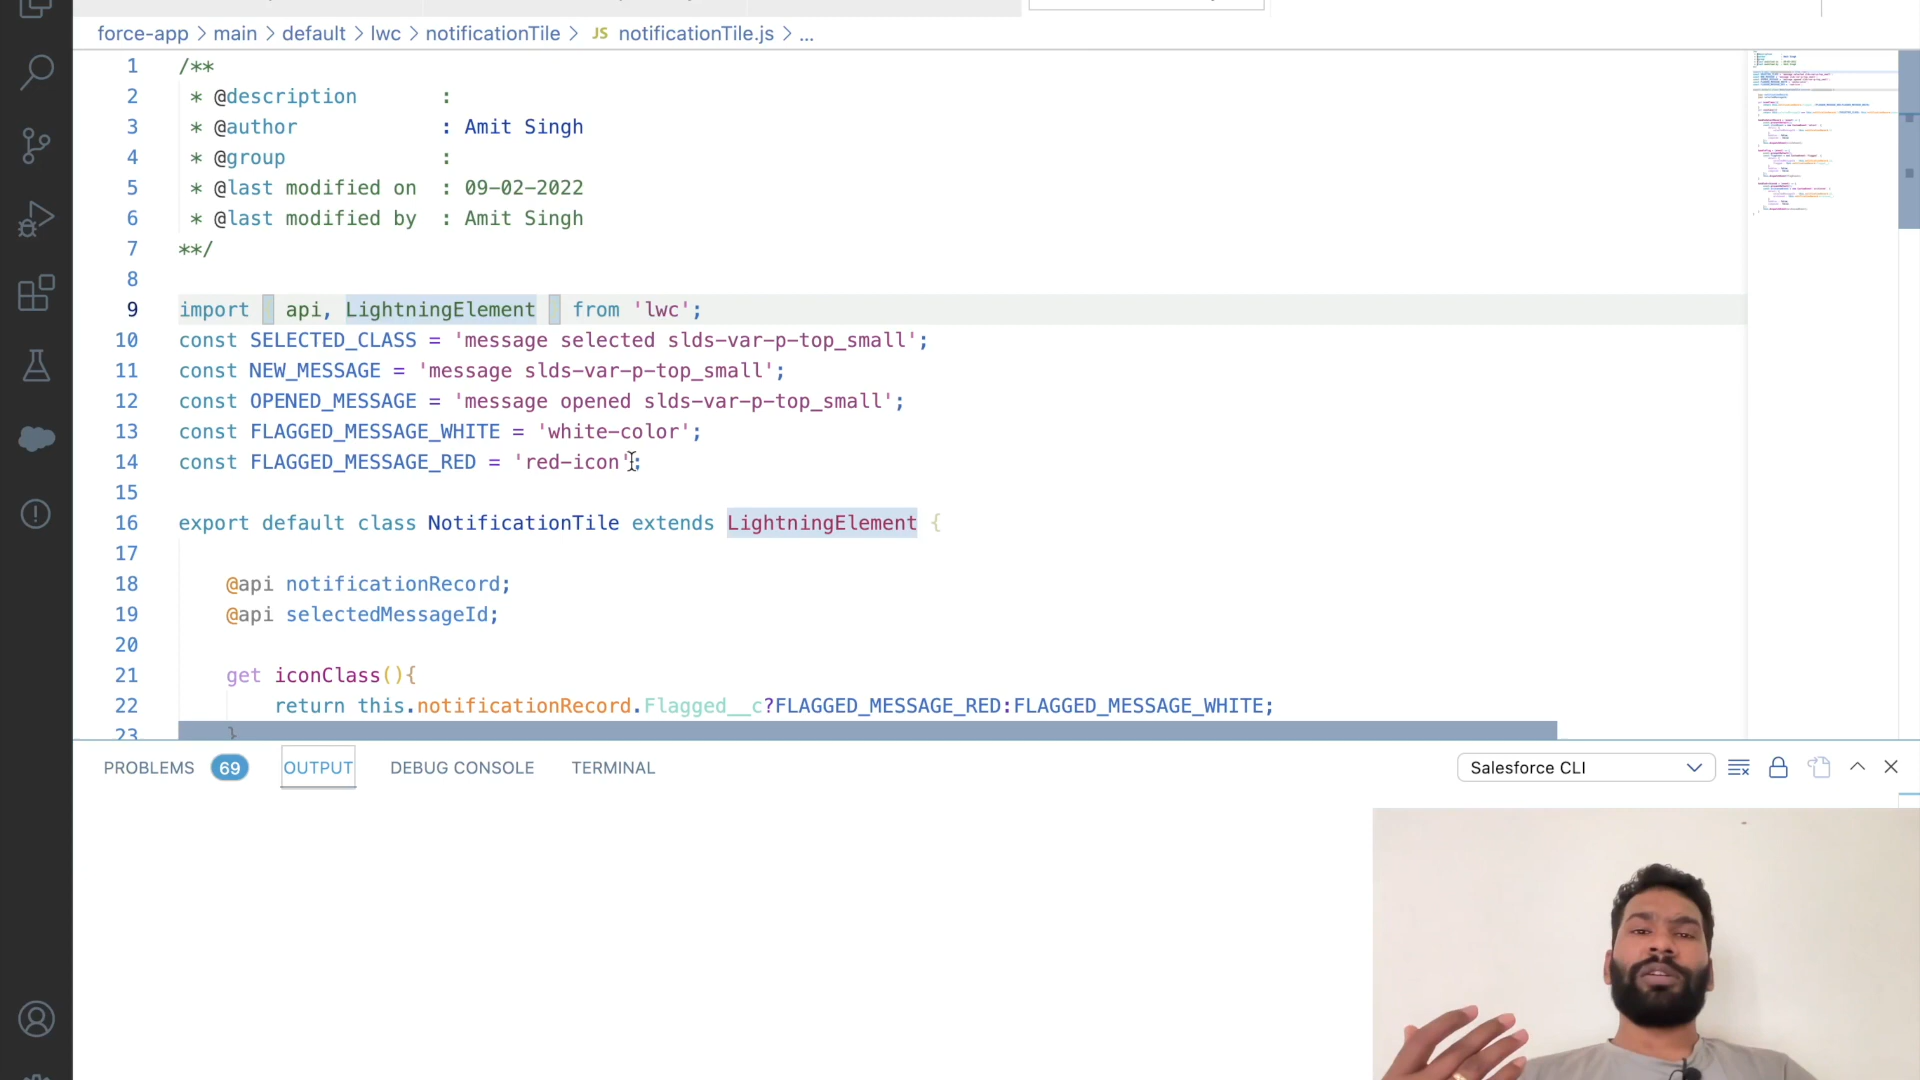 force-app > main > default > lwc > notificationTile > JS notificationTile.js > ...
1 /**
2 * @description :
3 * @author : Amit Singh
4 * @group :
5 * @last modified on : 09-02-2022
6 * @last modified by : Amit Singh
7 **/
8
9 import { api, LightningElement } from 'lwc';
10 const SELECTED_CLASS = 'message selected slds-var-p-top_small';
11 const NEW_MESSAGE = 'message slds-var-p-top_small';
12 const OPENED_MESSAGE = 'message opened slds-var-p-top_small';
13 const FLAGGED_MESSAGE_WHITE = 'white-color';
14 const FLAGGED_MESSAGE_RED = 'red-icon';
15
16 export default class NotificationTile extends LightningElement {
17
18 @api notificationRecord;
19 @api selectedMessageId;
20
21 get iconClass(){
22 return this.notificationRecord.Flagged__c?FLAGGED_MESSAGE_RED:FLAGGED_MESSAGE_WHITE;
23 }
PROBLEMS 69 OUTPUT DEBUG CONSOLE TERMINAL Salesforce CLI